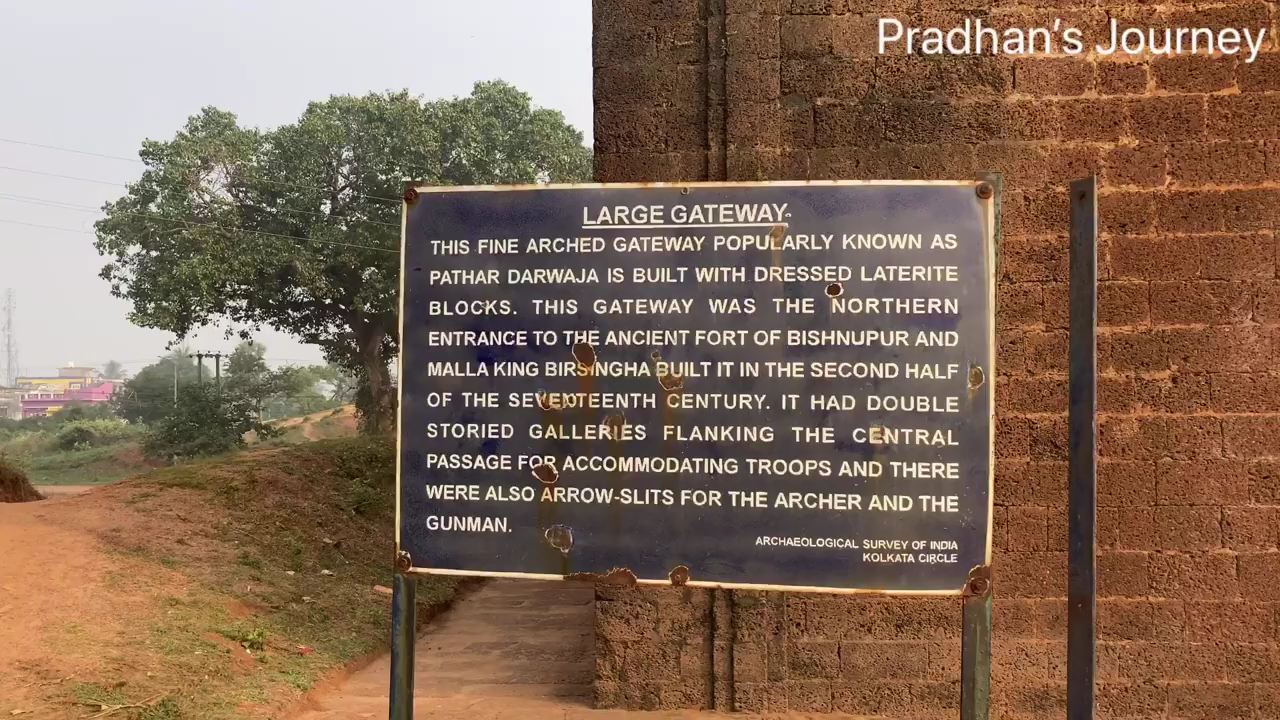 Pradhan's Journey
LARGE GATEWAY
THIS FINE ARCHED GATEWAY POPULARLY KNOWN AS
PATHAR DARWAJA IS BUILT WITH DRESSED LATERITE
BLOCKS. THIS GATEWAY WAS THE NORTHERN
ENTRANCE TO THE ANCIENT FORT OF BISHNUPUR AND
MALLA KING BIRSINGHA BUILT IT IN THE SECOND HALF
OF THE SEVENTEENTH CENTURY. IT HAD DOUBLE
STORIED GALLERIES FLANKING THE CENTRAL
PASSAGE FOR ACCOMMODATING TROOPS AND THERE
WERE ALSO ARROW-SLITS FOR THE ARCHER AND THE
GUNMAN.
ARCHAEOLOGICAL SURVEY OF INDIA
KOLKATA CIRCLE